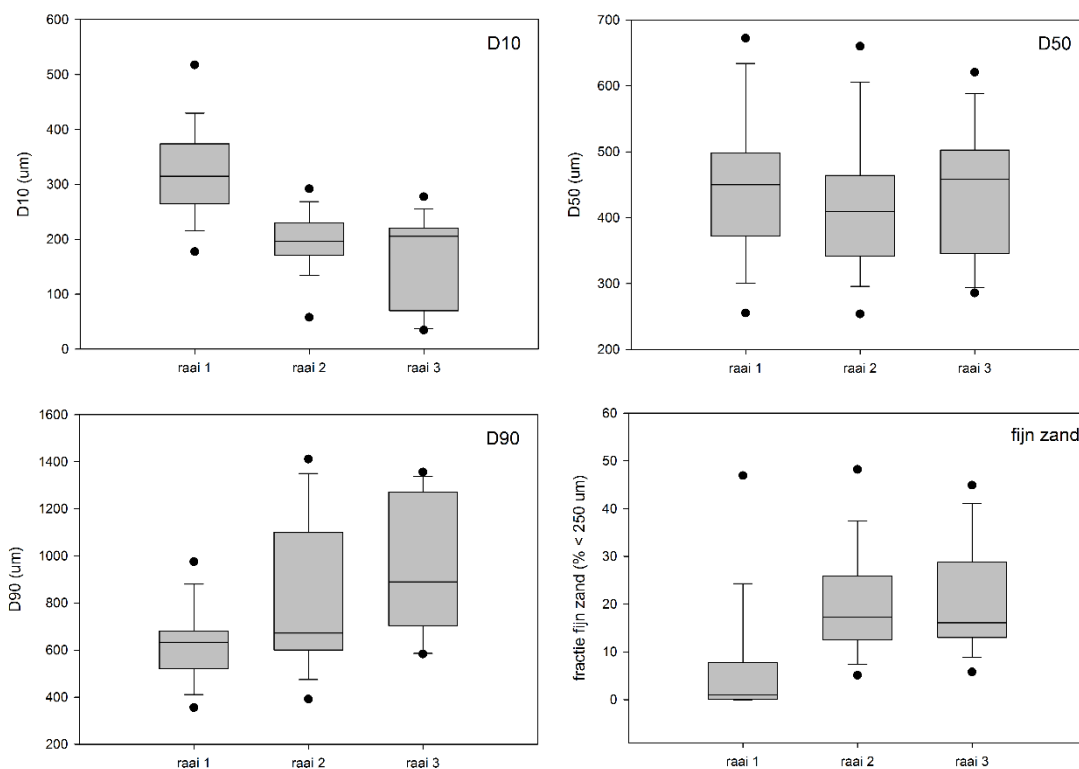 D10
D10 (um)
600
500
400
300
200
100
0
raai 1 raai 2 raai 3
D50
D50 (um)
700
600
500
400
300
200
raai 1 raai 2 raai 3
D90
D90 (um)
1600
1400
1200
1000
800
600
400
200
raai 1 raai 2 raai 3
fijn zand
fractie fijn zand (% < 250 um)
60
50
40
30
20
10
0
raai 1 raai 2 raai 3